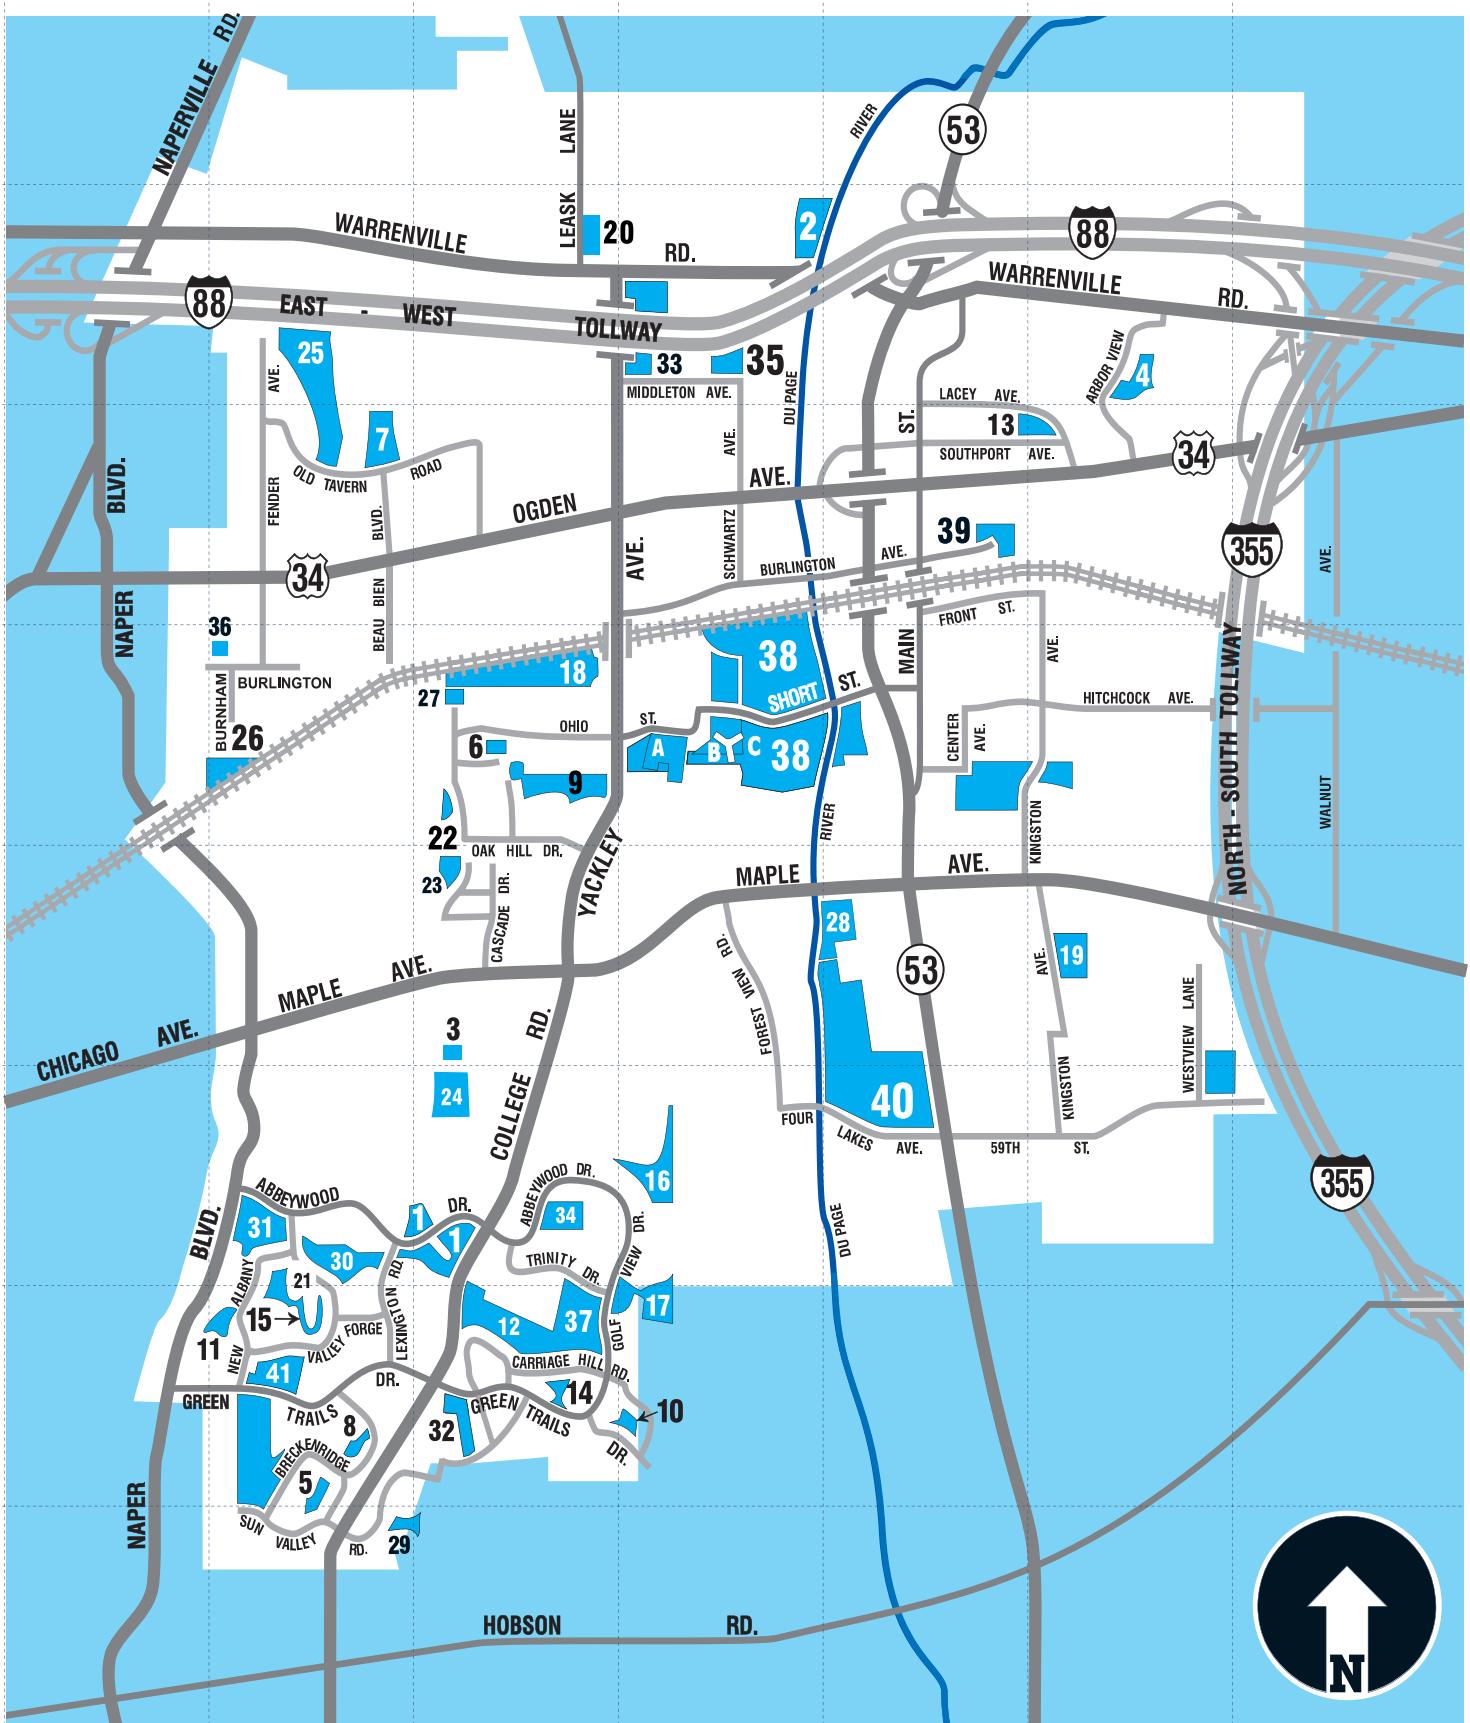 NAPERVILLE RD.
LEASK LANE
RIVER
53
WARRENVILLE RD.
20
2
88
WARRENVILLE RD.
88
EAST - WEST TOLLWAY
25
AVE.
33
35
MIDDLETON AVE.
DU PAGE
ARBOR VIEW
4
LACEY AVE.
13
ST.
SOUTHPORT AVE.
34
7
OLD TAVERN ROAD
AVE.
BLVD.
FENDER
BLVD.
OGDEN AVE.
SCHWARTZ
39
355
AVE.
AVE.
BURLINGTON AVE.
34
NAPER
BEAU BIEN
36
FRONT ST.
MAIN
AVE.
BURLINGTON
BURNHAM
26
18
27
38
SHORT ST.
HITCHCOCK AVE.
NORTH - SOUTH TOLLWAY
OHIO ST.
6
A
B
C
38
CENTER AVE.
9
WALNUT
RIVER
KINGSTON
22
OAK HILL DR.
23
CASCADE DR.
YACKLEY
MAPLE AVE.
28
53
19
AVE.
FOREST VIEW RD.
MAPLE AVE.
CHICAGO AVE.
3
24
COLLEGE RD.
WESTVIEW LANE
40
KINGSTON
FOUR LAKES AVE.
59TH ST.
355
16
ABBEYWOOD DR.
ABBEYWOOD DR.
31
1
1
34
DR.
BLVD.
30
TRINITY DR.
VIEW
DU PAGE
ALBANY
21
15
LEXINGTON RD.
17
12
37
GOLF
11
NEW
VALLEY FORGE
CARRIAGE HILL RD.
41
DR.
14
GREEN TRAILS
GREEN TRAILS DR.
10
8
32
BRECKENRIDGE
5
NAPER
SUN VALLEY RD.
29
HOBSON RD.
N